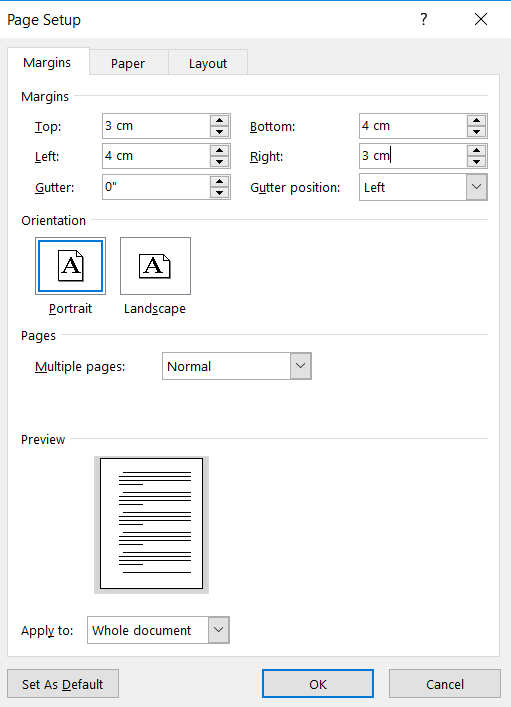 Page Setup ?
Margins Paper Layout
Margins
Top: 3 cm Bottom: 4 cm
Left: 4 cm Right: 3 cm
Gutter: 0" Gutter position: Left
Orientation
A A
Portrait Landscape
Pages
Multiple pages: Normal
Preview
Apply to: Whole document
Set As Default OK Cancel